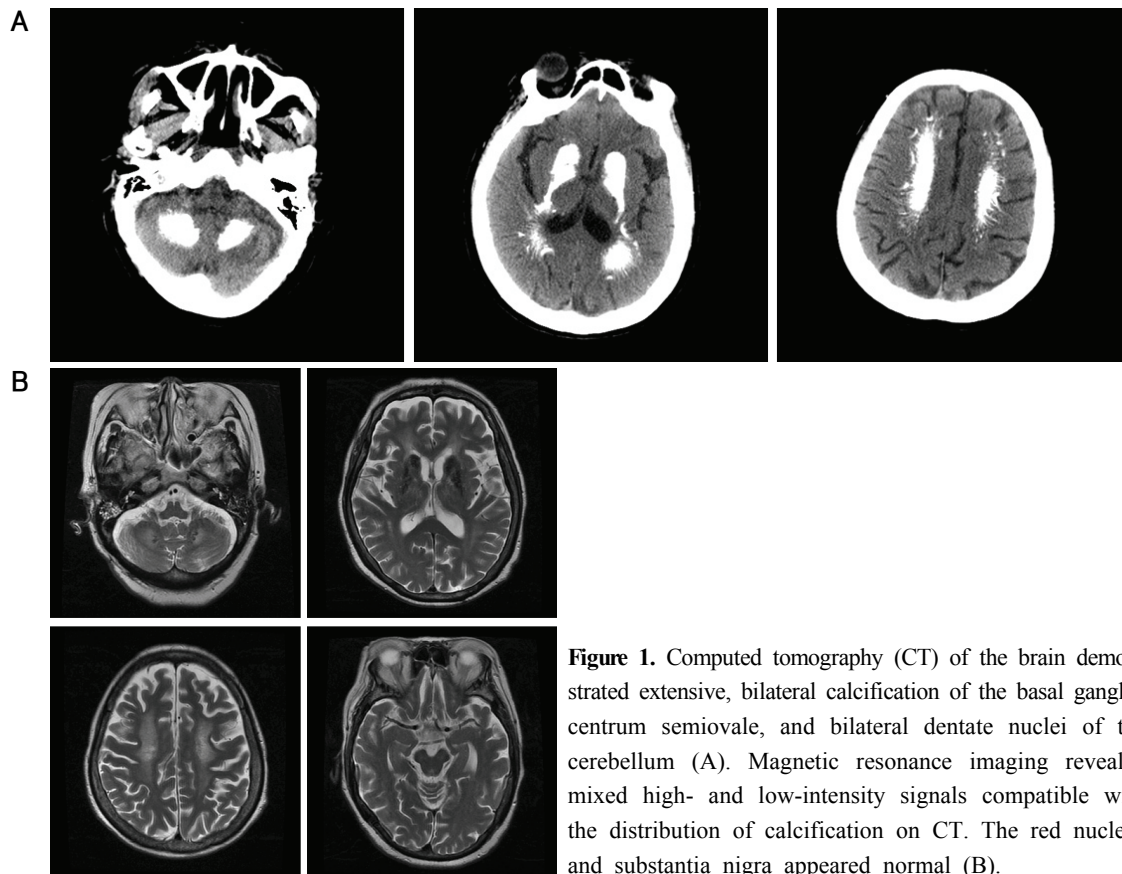 A
B
Figure 1. Computed tomography (CT) of the brain demo
strated extensive, bilateral calcification of the basal gangl
centrum semiovale, and bilateral dentate nuclei of t
cerebellum (A). Magnetic resonance imaging reveal
mixed high- and low-intensity signals compatible w
the distribution of calcification on CT. The red nucle
and substantia nigra appeared normal (B).